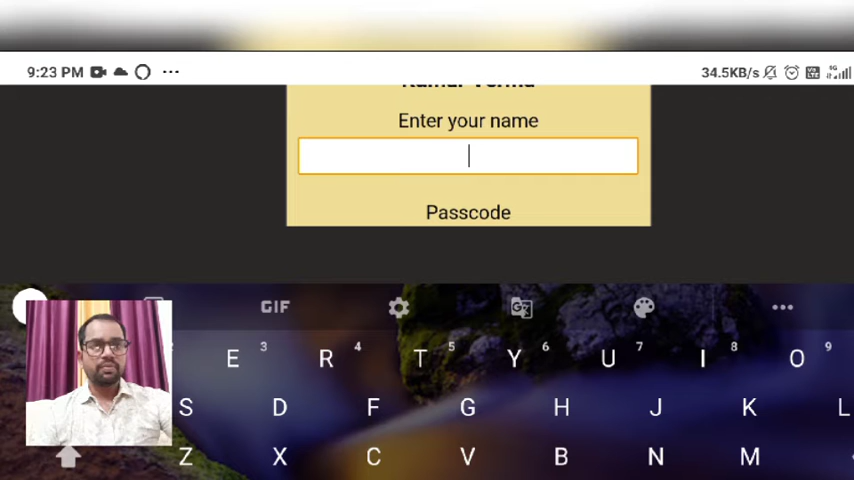 9:23 PM ... 34.5KB/s
Enter your name
Passcode
GIF
E 3 R 4 T 5 Y 6 U 7 I 8 O 9
S D F G H J K L
Z X C V B N M